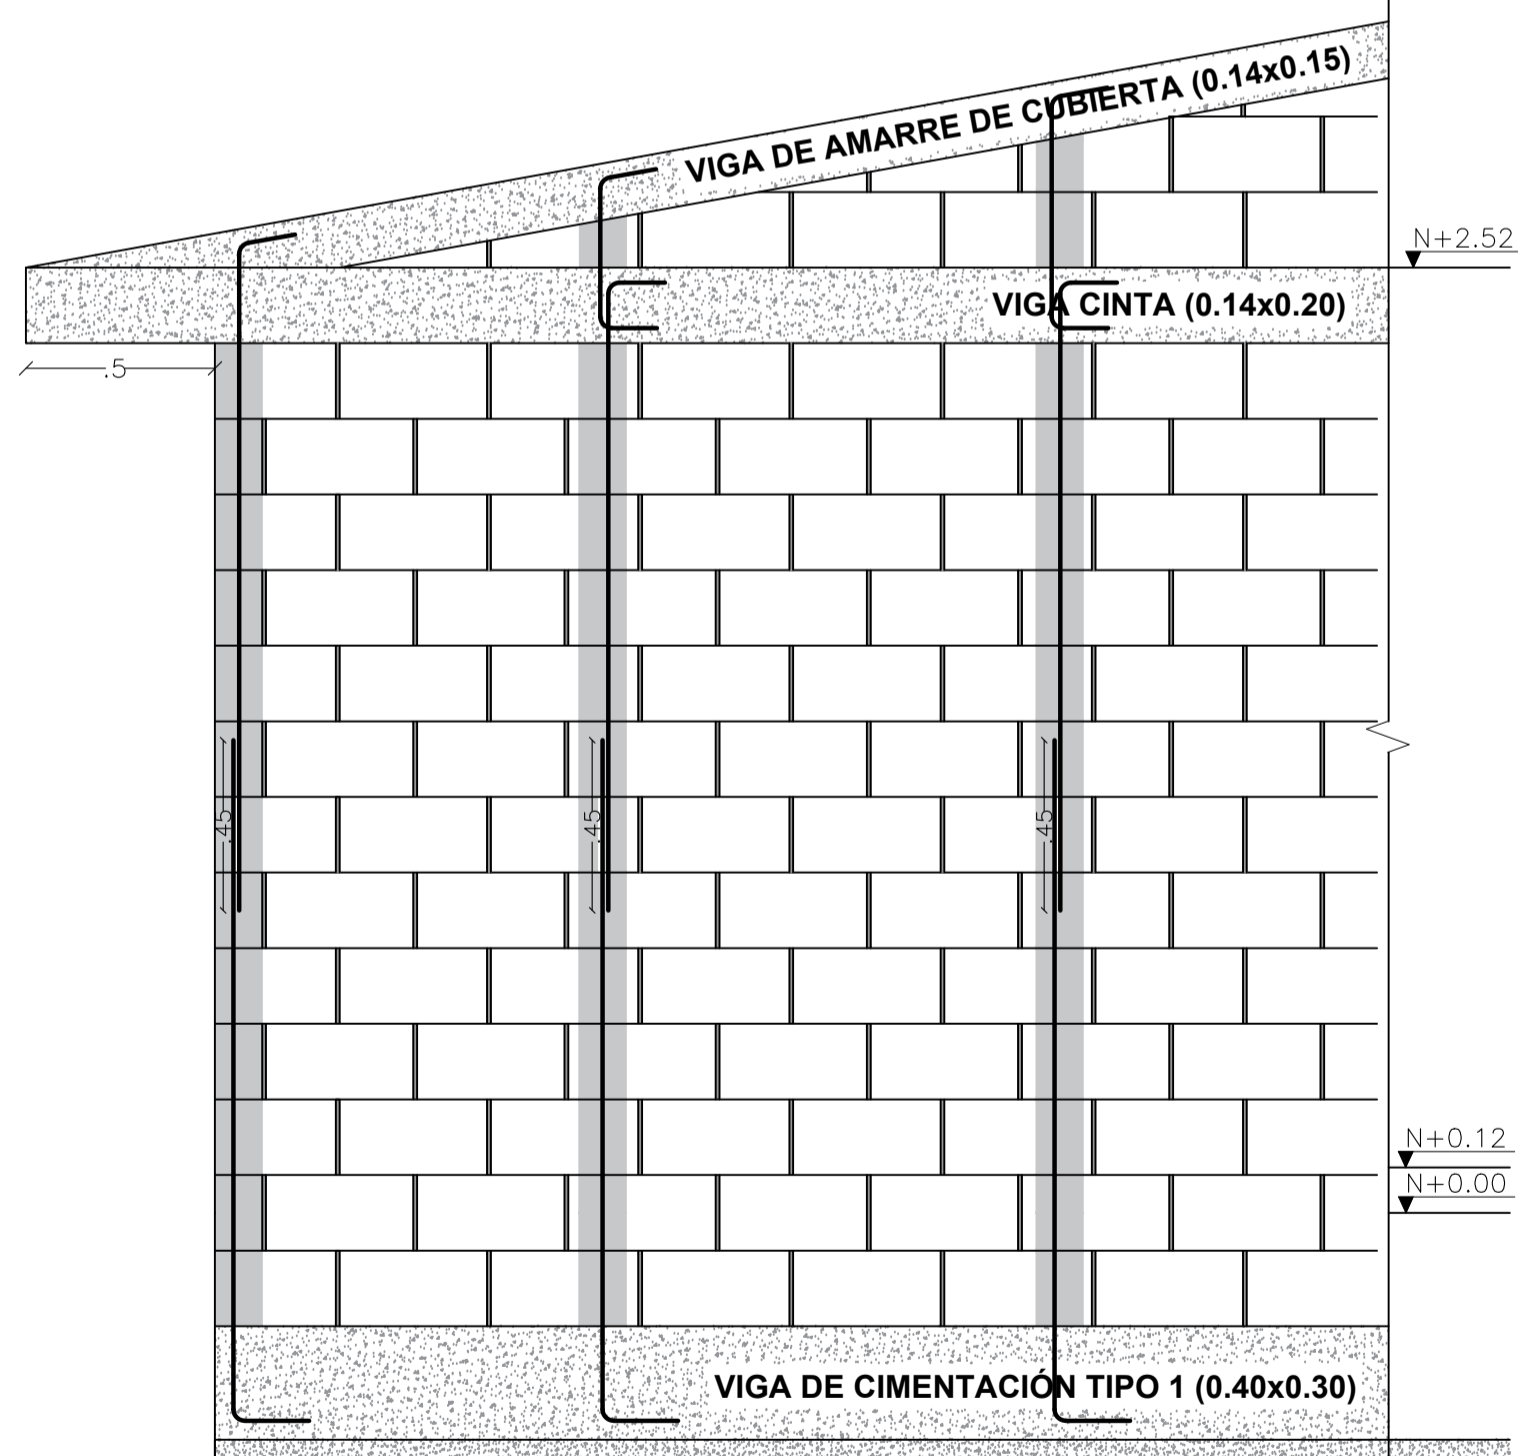 VIGA DE AMARRE DE CUBIERTA (0.14x0.15)
N+2.52
VIGA CINTA (0.14x0.20)
.5
.45
.45
.45
N+0.12
N+0.00
VIGA DE CIMENTACIÓN TIPO 1 (0.40x0.30)